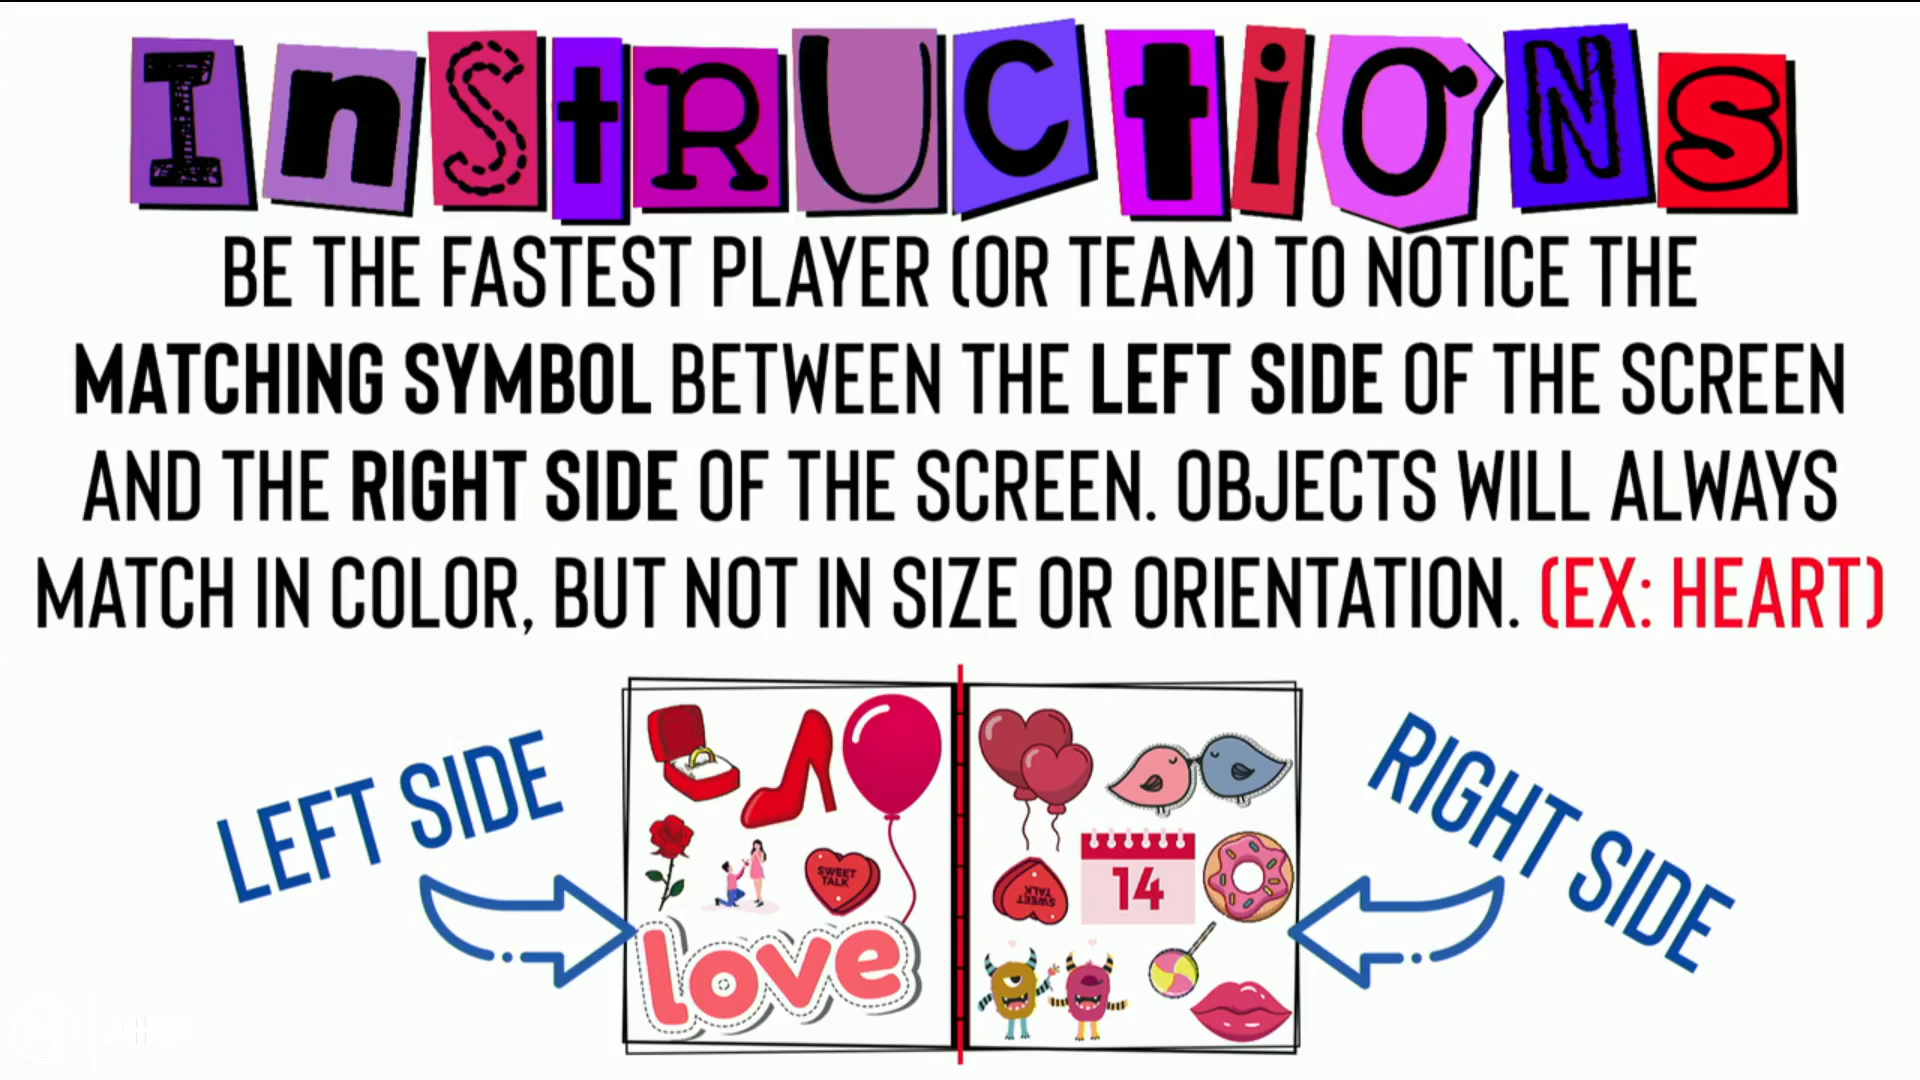 InStRUCtiONS
BE THE FASTEST PLAYER (OR TEAM) TO NOTICE THE
MATCHING SYMBOL BETWEEN THE LEFT SIDE OF THE SCREEN
AND THE RIGHT SIDE OF THE SCREEN. OBJECTS WILL ALWAYS
MATCH IN COLOR, BUT NOT IN SIZE OR ORIENTATION. (EX: HEART)
LEFT SIDE
RIGHT SIDE
SWEET
TALK
love
SWEET
TALK
14